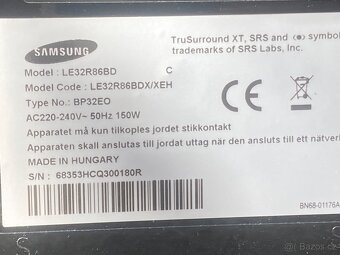 SAMSUNG
TruSurround XT, SRS and (●) symbol
trademarks of SRS Labs, Inc.
Model : LE32R86BD C
Model Code : LE32R86BDX/XEH
Type No.: BP32EO
AC220-240V~ 50Hz 150W
Apparatet må kun tilkoples jordet stikkontakt
Apparaten skall anslutas till jordat uttag när den ansluts till ett nätverk
MADE IN HUNGARY
S/N : 68353HCQ300180R
BN68-01176A